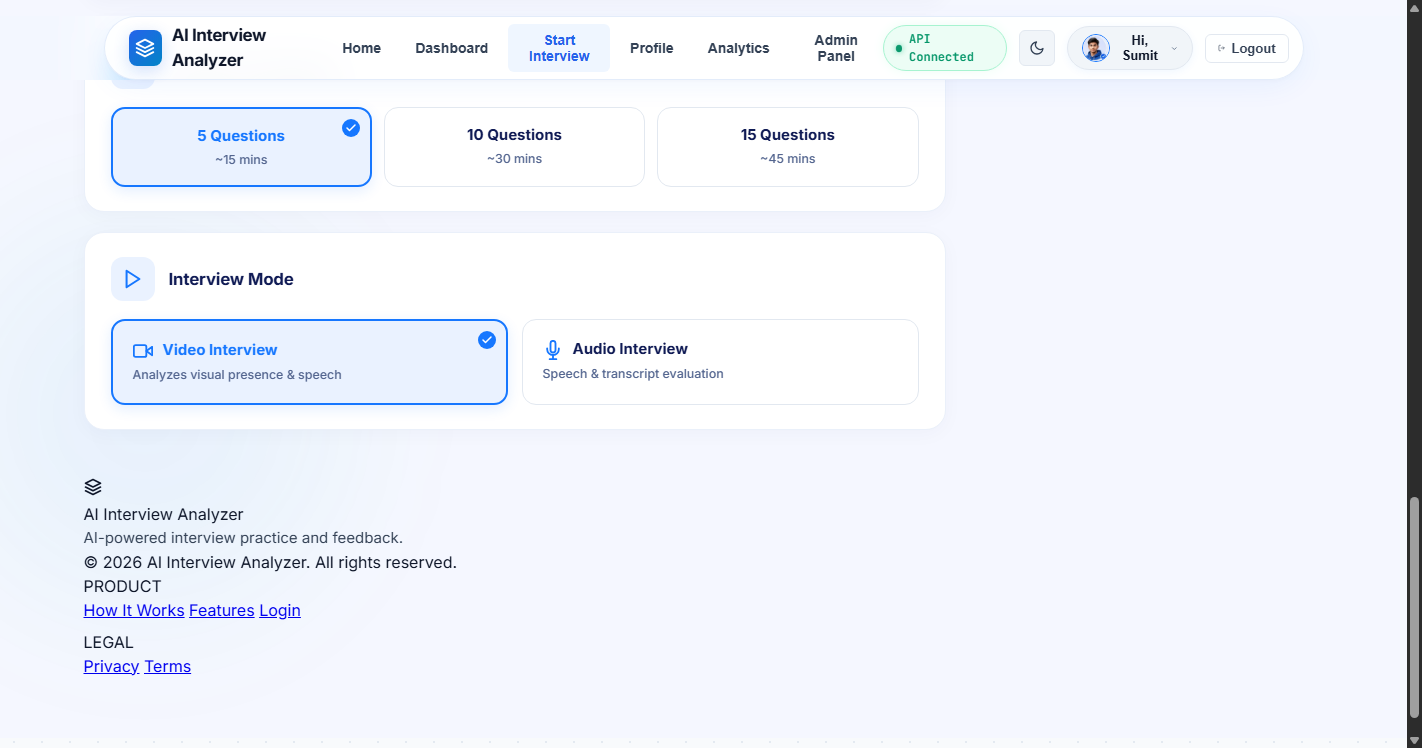 AI Interview
Analyzer
Home
Dashboard
Start
Interview
Profile
Analytics
Admin
Panel
API
Connected
Hi,
Sumit
Logout
5 Questions
~15 mins
10 Questions
~30 mins
15 Questions
~45 mins
Interview Mode
Video Interview
Analyzes visual presence & speech
Audio Interview
Speech & transcript evaluation
AI Interview Analyzer
AI-powered interview practice and feedback.
© 2026 AI Interview Analyzer. All rights reserved.
PRODUCT
How It Works Features Login
LEGAL
Privacy Terms